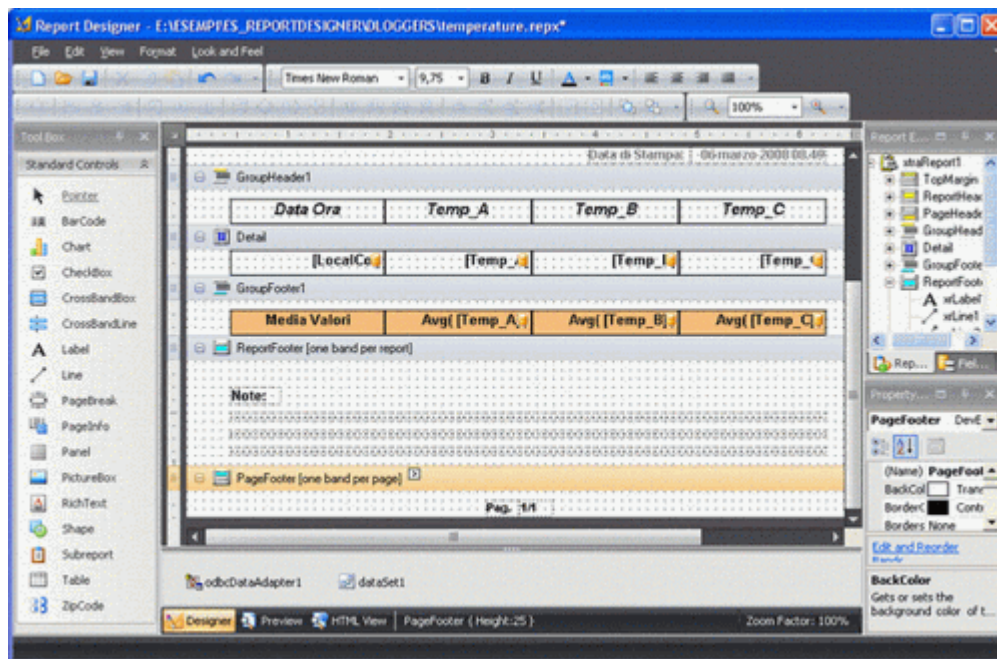 Report Designer - E:\ESEMPI\ES_REPORTDESIGNER\DLOGGERS\temperature.repx*
File Edit View Format Look and Feel
Times New Roman 9,75 B I U A
100%
Tool Box
Standard Controls
Pointer
BarCode
Chart
CheckBox
CrossBandBox
CrossBandLine
Label
Line
PageBreak
PageInfo
Panel
PictureBox
RichText
Shape
Subreport
Table
ZipCode
Data di Stampa: 06 marzo 2008 08.49
GroupHeader1
Data Ora Temp_A Temp_B Temp_C
Detail
[LocalCo [Temp_ [Temp_ [Temp_
GroupFooter1
Media Valori Avg( [Temp_A, Avg( [Temp_B] Avg( [Temp_C]
ReportFooter [one band per report]
Note:
PageFooter [one band per page]
Pag. 1/1
odbcDataAdapter1 dataSet1
Designer Preview HTML View PageFooter { Height:25 } Zoom Factor: 100%
Report E...
xtraReport1
TopMargin
ReportHea
PageHeade
GroupHead
Detail
GroupFoote
ReportFoot
xrLabel
xrLine1
Rep... Fiel...
Property...
PageFooter DevE
(Name) PageFoot
BackCol Tran
BorderC Contr
Borders None
Edit and Reorder
BackColor
Gets or sets the
background color of t...